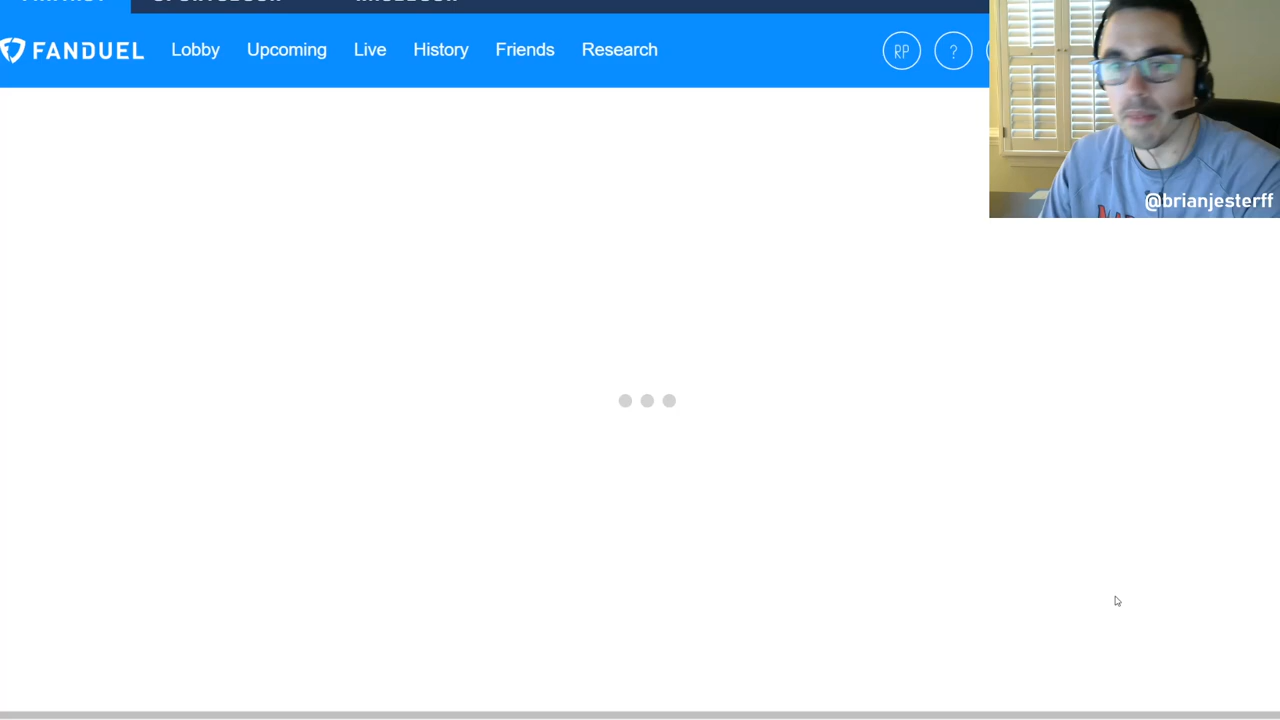 FANDUEL
Lobby
Upcoming
Live
History
Friends
Research
RP
?
@brianjesterff